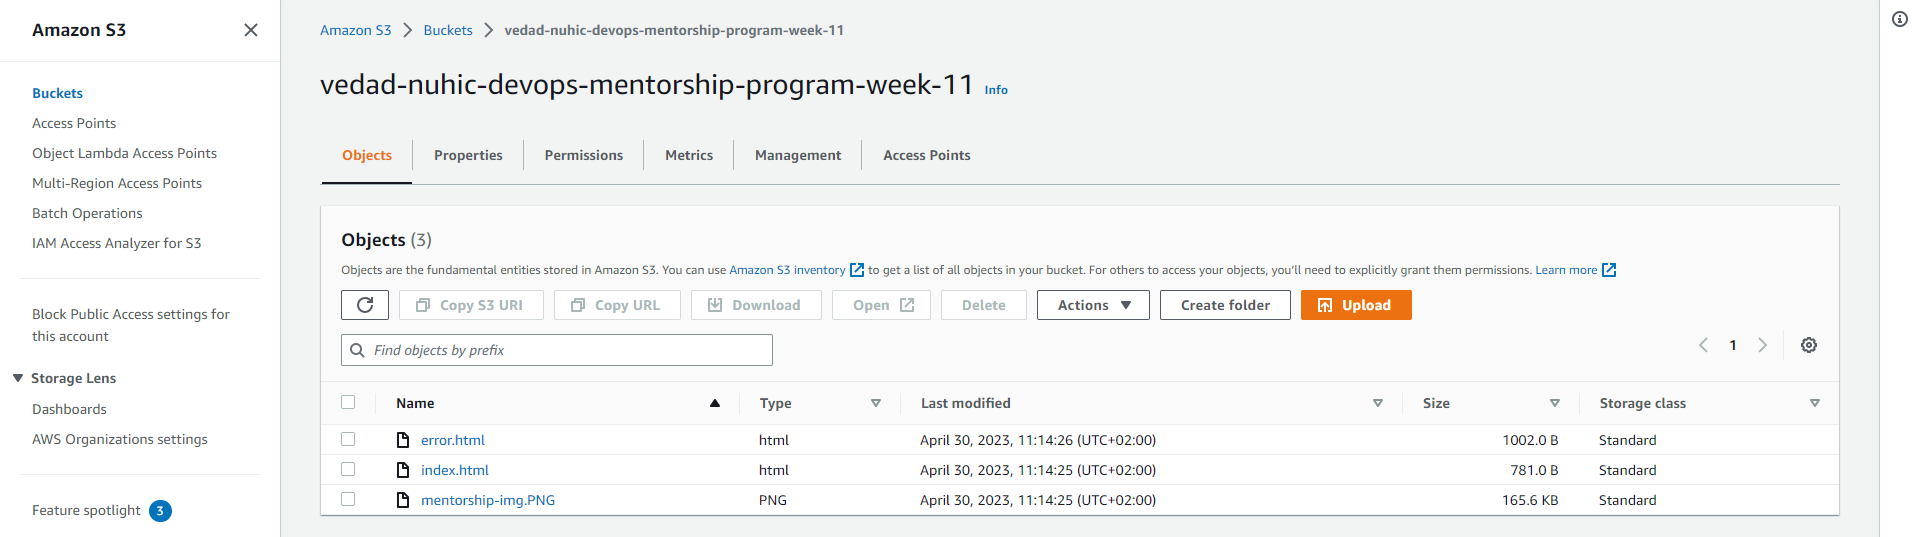 Amazon S3
Buckets
Access Points
Object Lambda Access Points
Multi-Region Access Points
Batch Operations
IAM Access Analyzer for S3
Block Public Access settings for
this account
Storage Lens
Dashboards
AWS Organizations settings
Feature spotlight 3
Amazon S3 Buckets vedad-nuhic-devops-mentorship-program-week-11
vedad-nuhic-devops-mentorship-program-week-11 Info
Objects Properties Permissions Metrics Management Access Points
Objects (3)
Objects are the fundamental entities stored in Amazon S3. You can use Amazon S3 inventory to get a list of all objects in your bucket. For others to access your objects, you'll need to explicitly grant them permissions. Learn more
Copy S3 URI Copy URL Download Open Delete Actions Create folder Upload
Find objects by prefix 1
Name Type Last modified Size Storage class
error.html html April 30, 2023, 11:14:26 (UTC+02:00) 1002.0 B Standard
index.html html April 30, 2023, 11:14:25 (UTC+02:00) 781.0 B Standard
mentorship-img.PNG PNG April 30, 2023, 11:14:25 (UTC+02:00) 165.6 KB Standard